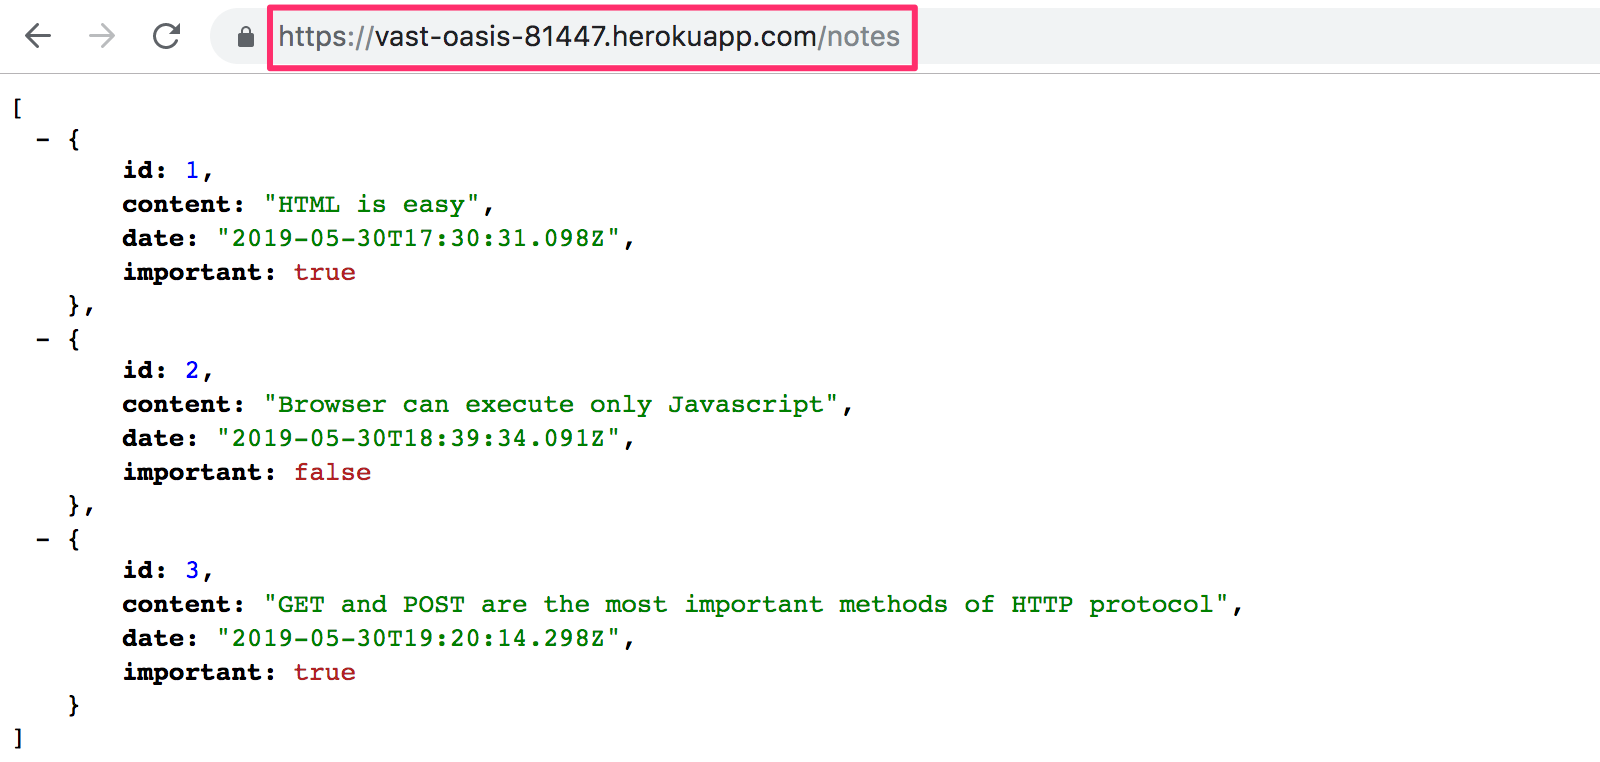 https://vast-oasis-81447.herokuapp.com/notes
[
- {
id: 1,
content: "HTML is easy",
date: "2019-05-30T17:30:31.098Z",
important: true
},
- {
id: 2,
content: "Browser can execute only Javascript",
date: "2019-05-30T18:39:34.091Z",
important: false
},
- {
id: 3,
content: "GET and POST are the most important methods of HTTP protocol",
date: "2019-05-30T19:20:14.298Z",
important: true
}
]